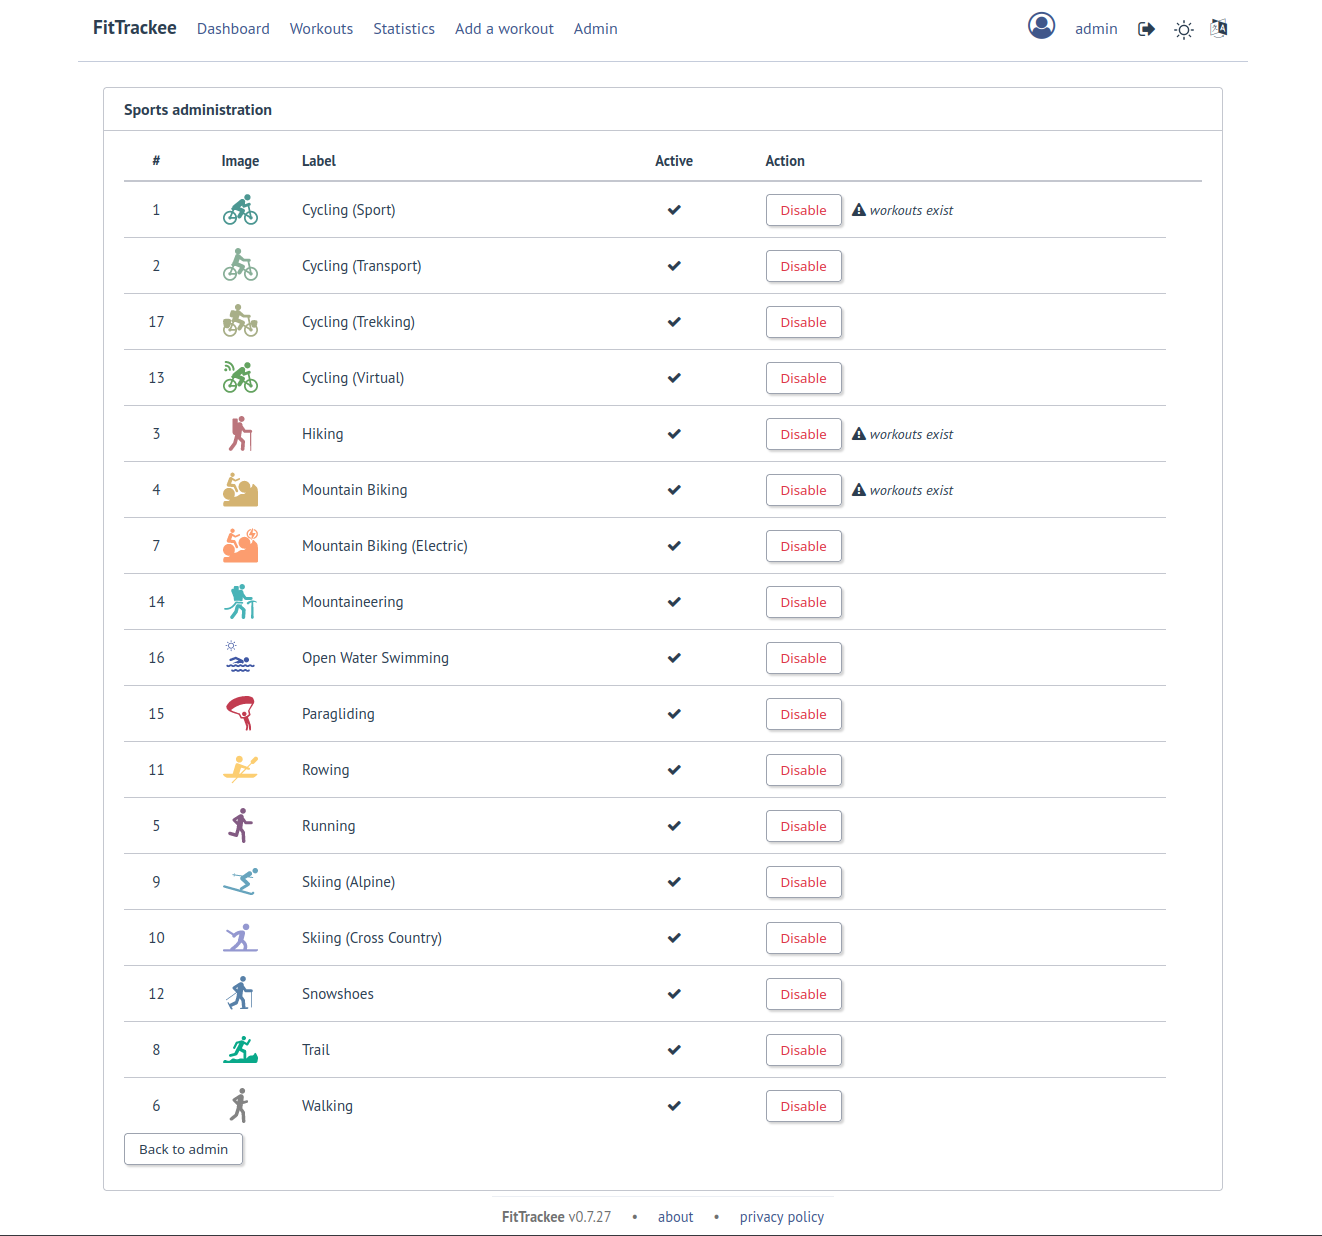 FitTrackee Dashboard Workouts Statistics Add a workout Admin admin
Sports administration
# Image Label Active Action
1 Cycling (Sport) Disable workouts exist
2 Cycling (Transport) Disable
17 Cycling (Trekking) Disable
13 Cycling (Virtual) Disable
3 Hiking Disable workouts exist
4 Mountain Biking Disable workouts exist
7 Mountain Biking (Electric) Disable
14 Mountaineering Disable
16 Open Water Swimming Disable
15 Paragliding Disable
11 Rowing Disable
5 Running Disable
9 Skiing (Alpine) Disable
10 Skiing (Cross Country) Disable
12 Snowshoes Disable
8 Trail Disable
6 Walking Disable
Back to admin
FitTrackee v0.7.27 • about • privacy policy